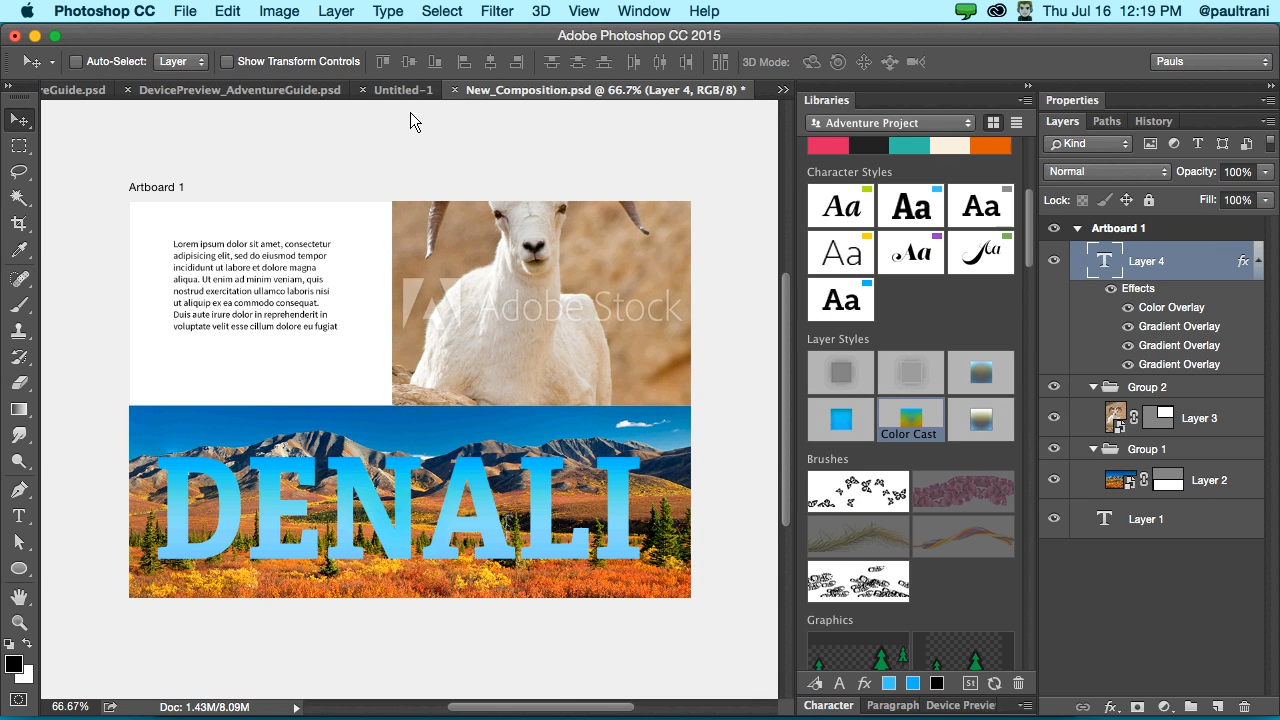 Photoshop CC File Edit Image Layer Type Select Filter 3D View Window Help Thu Jul 16 12:19 PM @paultrani
Adobe Photoshop CC 2015
Auto-Select: Layer Show Transform Controls 3D Mode: Pauls
eGuide.psd × DevicePreview_AdventureGuide.psd × Untitled-1 × New_Composition.psd @ 66.7% (Layer 4, RGB/8) *
Artboard 1
Lorem ipsum dolor sit amet, consectetur
adipisicing elit, sed do eiusmod tempor
incididunt ut labore et dolore magna
aliqua. Ut enim ad minim veniam, quis
nostrud exercitation ullamco laboris nisi
ut aliquip ex ea commodo consequat.
Duis aute irure dolor in reprehenderit in
voluptate velit esse cillum dolore eu fugiat
Adobe Stock
DENALI
66.67% Doc: 1.43M/8.09M
Libraries
Adventure Project
Character Styles
Aa Aa Aa
Aa Aa Aa
Aa
Layer Styles
Color Cast
Brushes
Graphics
A fx St
Character Paragraph Device Previe
Properties
Layers Paths History
Kind
Normal Opacity: 100%
Lock: Fill: 100%
Artboard 1
T Layer 4 fx
Effects
Color Overlay
Gradient Overlay
Gradient Overlay
Gradient Overlay
Group 2
Layer 3
Group 1
Layer 2
T Layer 1
fx